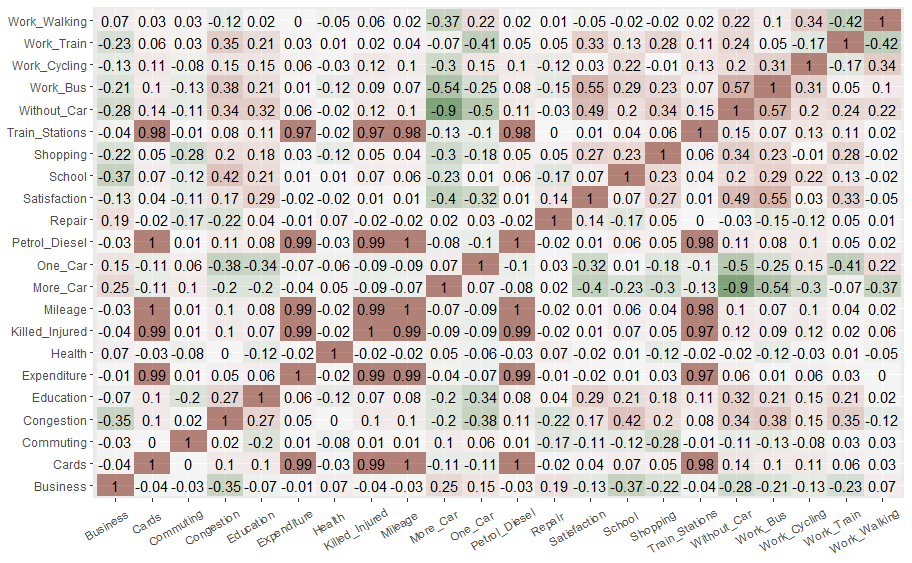 Work_Walking 0.07 0.03 0.03 -0.12 0.02 0 -0.05 0.06 0.02 -0.37 0.22 0.02 0.01 -0.05 -0.02 -0.02 0.02 0.22 0.1 0.34 -0.42 1
Work_Train -0.23 0.06 0.03 0.35 0.21 0.03 0.01 0.02 0.04 -0.07 -0.41 0.05 0.05 0.33 0.13 0.28 0.11 0.24 0.05 -0.17 1 -0.42
Work_Cycling -0.13 0.11 -0.08 0.15 0.15 0.06 -0.03 0.12 0.1 -0.3 0.15 0.1 -0.12 0.03 0.22 -0.01 0.13 0.2 0.31 1 -0.17 0.34
Work_Bus -0.21 0.1 -0.13 0.38 0.21 0.01 -0.12 0.09 0.07 -0.54 -0.25 0.08 -0.15 0.55 0.29 0.23 0.07 0.57 1 0.31 0.05 0.1
Without_Car -0.28 0.14 -0.11 0.34 0.32 0.06 -0.02 0.12 0.1 -0.9 -0.5 0.11 -0.03 0.49 0.2 0.34 0.15 1 0.57 0.2 0.24 0.22
Train_Stations -0.04 0.98 -0.01 0.08 0.11 0.97 -0.02 0.97 0.98 -0.13 -0.1 0.98 0 0.01 0.04 0.06 1 0.15 0.07 0.13 0.11 0.02
Shopping -0.22 0.05 -0.28 0.2 0.18 0.03 -0.12 0.05 0.04 -0.3 -0.18 0.05 0.05 0.27 0.23 1 0.06 0.34 0.23 -0.01 0.28 -0.02
School -0.37 0.07 -0.12 0.42 0.21 0.01 0.01 0.07 0.06 -0.23 0.01 0.06 -0.17 0.07 1 0.23 0.04 0.2 0.29 0.22 0.13 -0.02
Satisfaction -0.13 0.04 -0.11 0.17 0.29 -0.02 -0.02 0.01 0.01 -0.4 -0.32 0.01 0.14 1 0.07 0.27 0.01 0.49 0.55 0.03 0.33 -0.05
Repair 0.19 -0.02 -0.17 -0.22 0.04 -0.01 0.07 -0.02 -0.02 0.02 0.03 -0.02 1 0.14 -0.17 0.05 0 -0.03 -0.15 -0.12 0.05 0.01
Petrol_Diesel -0.03 1 0.01 0.11 0.08 0.99 -0.03 0.99 1 -0.08 -0.1 1 -0.02 0.01 0.06 0.05 0.98 0.11 0.08 0.1 0.05 0.02
One_Car 0.15 -0.11 0.06 -0.38 -0.34 -0.07 -0.06 -0.09 -0.09 0.07 1 -0.1 0.03 -0.32 0.01 -0.18 -0.1 -0.5 -0.25 0.15 -0.41 0.22
More_Car 0.25 -0.11 0.1 -0.2 -0.2 -0.04 0.05 -0.09 -0.07 1 0.07 -0.08 0.02 -0.4 -0.23 -0.3 -0.13 -0.9 -0.54 -0.3 -0.07 -0.37
Mileage -0.03 1 0.01 0.1 0.08 0.99 -0.02 0.99 1 -0.07 -0.09 1 -0.02 0.01 0.06 0.04 0.98 0.1 0.07 0.1 0.04 0.02
Killed_Injured -0.04 0.99 0.01 0.1 0.07 0.99 -0.02 1 0.99 -0.09 -0.09 0.99 -0.02 0.01 0.07 0.05 0.97 0.12 0.09 0.12 0.02 0.06
Health 0.07 -0.03 -0.08 0 -0.12 -0.02 1 -0.02 -0.02 0.05 -0.06 -0.03 0.07 -0.02 0.01 -0.12 -0.02 -0.02 -0.12 -0.03 0.01 -0.05
Expenditure -0.01 0.99 0.01 0.05 0.06 1 -0.02 0.99 0.99 -0.04 -0.07 0.99 -0.01 -0.02 0.01 0.03 0.97 0.06 0.01 0.06 0.03 0
Education -0.07 0.1 -0.2 0.27 1 0.06 -0.12 0.07 0.08 -0.2 -0.34 0.08 0.04 0.29 0.21 0.18 0.11 0.32 0.21 0.15 0.21 0.02
Congestion -0.35 0.1 0.02 1 0.27 0.05 0 0.1 0.1 -0.2 -0.38 0.11 -0.22 0.17 0.42 0.2 0.08 0.34 0.38 0.15 0.35 -0.12
Commuting -0.03 0 1 0.02 -0.2 0.01 -0.08 0.01 0.01 0.1 0.06 0.01 -0.17 -0.11 -0.12 -0.28 -0.01 -0.11 -0.13 -0.08 0.03 0.03
Cards -0.04 1 0 0.1 0.1 0.99 -0.03 0.99 1 -0.11 -0.11 1 -0.02 0.04 0.07 0.05 0.98 0.14 0.1 0.11 0.06 0.03
Business 1 -0.04 -0.03 -0.35 -0.07 -0.01 0.07 -0.04 -0.03 0.25 0.15 -0.03 0.19 -0.13 -0.37 -0.22 -0.04 -0.28 -0.21 -0.13 -0.23 0.07
Business Cards Commuting Congestion Education Expenditure Health Killed_Injured Mileage More_Car One_Car Petrol_Diesel Repair Satisfaction School Shopping Train_Stations Without_Car Work_Bus Work_Cycling Work_Train Work_Walking